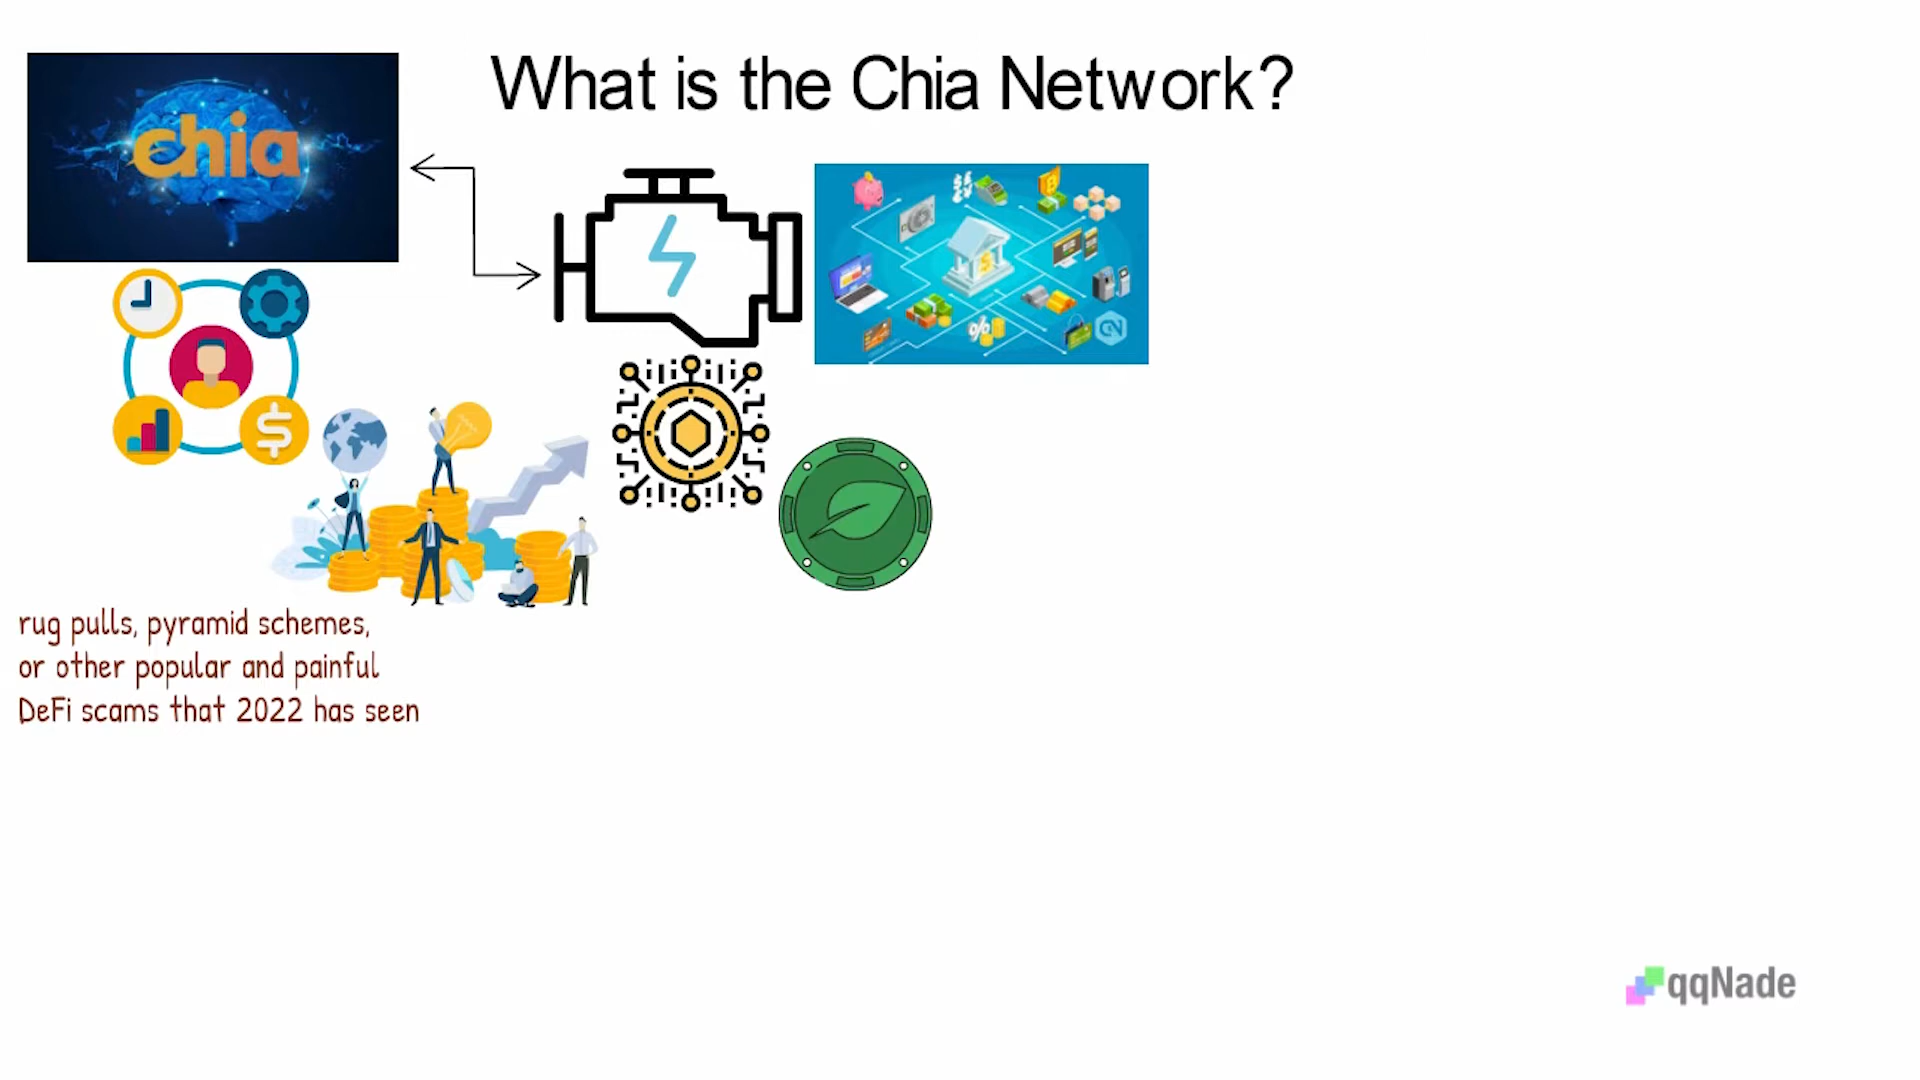 What is the Chia Network?
chia
rug pulls, pyramid schemes,
or other popular and painful
DeFi scams that 2022 has seen
qqNade